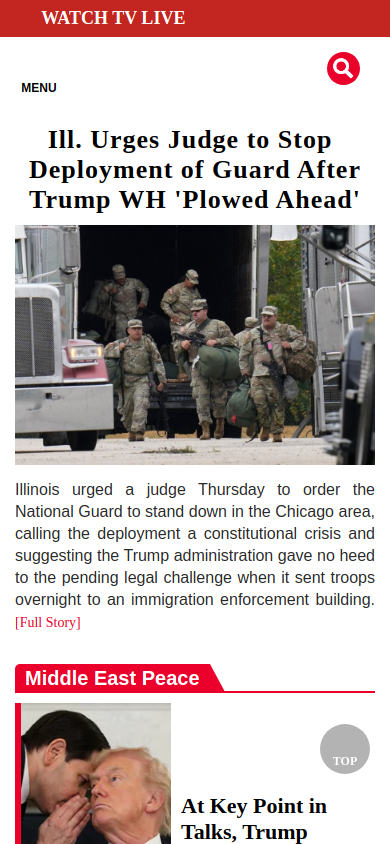 WATCH TV LIVE
MENU
Ill. Urges Judge to Stop
Deployment of Guard After
Trump WH 'Plowed Ahead'
Illinois urged a judge Thursday to order the
National Guard to stand down in the Chicago area,
calling the deployment a constitutional crisis and
suggesting the Trump administration gave no heed
to the pending legal challenge when it sent troops
overnight to an immigration enforcement building.
[Full Story]
Middle East Peace
TOP
At Key Point in
Talks, Trump